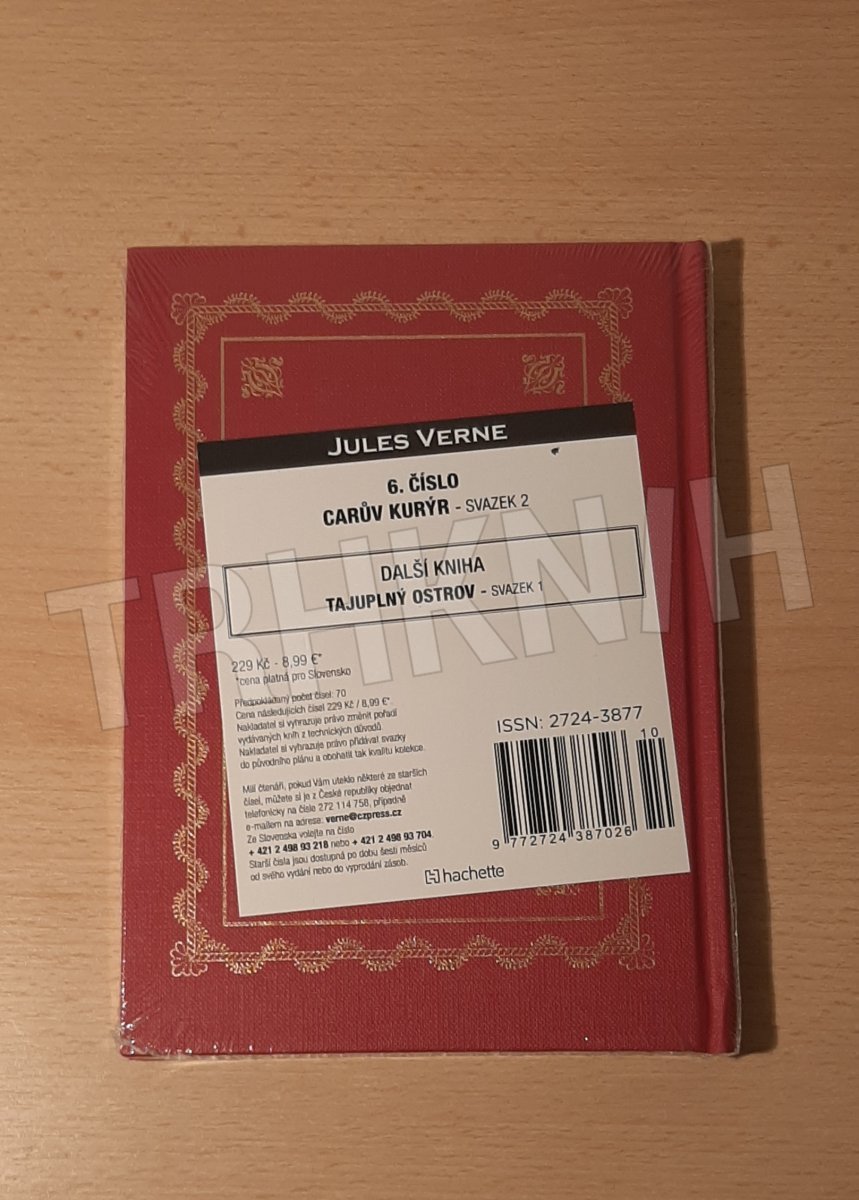 JULES VERNE
6. ČÍSLO
CARŮV KURÝR - SVAZEK 2
DALŠÍ KNIHA
TAJUPLNÝ OSTROV - SVAZEK 1
229 Kč - 8,99 €*
*cena platná pro Slovensko
Předpokládaný počet čísel: 70
Cena následujících čísel 229 Kč / 8,99 €*.
Nakladatel si vyhrazuje právo změnit pořadí
vydávaných knih z technických důvodů
Nakladatel si vyhrazuje právo přidávat svazky
do původního plánu a obohatit tak kvalitu kolekce.
Milí čtenáři, pokud Vám uteklo některé ze starších
čísel, můžete si je z České republiky objednat
telefonicky na čísle 272 114 758, případně
e-mailem na adrese: verne@czpress.cz
Ze Slovenska volejte na číslo
+ 421 2 498 93 218 nebo + 421 2 498 93 704.
Starší čísla jsou dostupná po dobu šesti měsíců
od svého vydání nebo do vyprodání zásob.
ISSN: 2724-3877
10
9 772724 387026
hachette
TRHKNIH